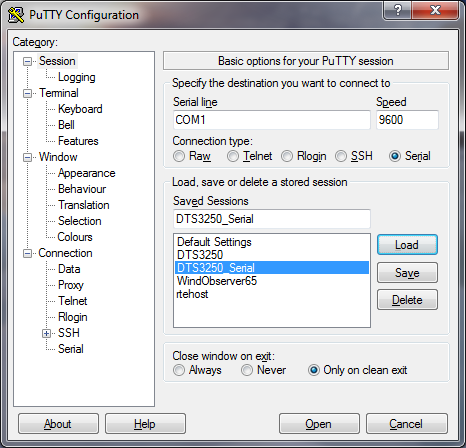 PuTTY Configuration
?
X
Category:
Session
Logging
Terminal
Keyboard
Bell
Features
Window
Appearance
Behaviour
Translation
Selection
Colours
Connection
Data
Proxy
Telnet
Rlogin
SSH
Serial
Basic options for your PuTTY session
Specify the destination you want to connect to
Serial line Speed
COM1 9600
Connection type:
Raw Telnet Rlogin SSH Serial
Load, save or delete a stored session
Saved Sessions
DTS3250_Serial
Default Settings
DTS3250
DTS3250_Serial
WindObserver65
rtehost
Load
Save
Delete
Close window on exit:
Always Never Only on clean exit
About Help Open Cancel